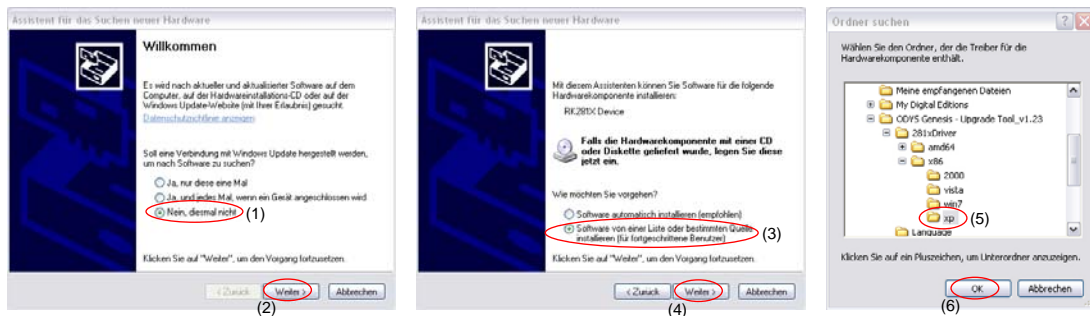 Assistent für das Suchen neuer Hardware
Willkommen
Es wird nach aktueller und aktualisierter Software auf dem
Computer, auf der Hardwareinstallations-CD oder auf der
Windows Update-Website (mit Ihrer Erlaubnis) gesucht.
Datenschutzrichtlinie anzeigen
Soll eine Verbindung mit Windows Update hergestellt werden,
um nach Software zu suchen?
Ja, nur diese eine Mal
Ja, und jedes Mal, wenn ein Gerät angeschlossen wird
Nein, diesmal nicht
(1)
Klicken Sie auf "Weiter", um den Vorgang fortzusetzen.
< Zurück
Weiter >
Abbrechen
(2)
Assistent für das Suchen neuer Hardware
Mit diesem Assistenten können Sie Software für die folgende
Hardwarekomponente installieren:
RK281X Device
Falls die Hardwarekomponente mit einer CD
oder Diskette geliefert wurde, legen Sie diese
jetzt ein.
Wie möchten Sie vorgehen?
Software automatisch installieren (empfohlen)
Software von einer Liste oder bestimmten Quelle
installieren (für fortgeschrittene Benutzer)
(3)
Klicken Sie auf "Weiter", um den Vorgang fortzusetzen.
< Zurück
Weiter >
Abbrechen
(4)
Ordner suchen
Wählen Sie den Ordner, der die Treiber für die
Hardwarekomponente enthält.
Meine empfangenen Dateien
My Digital Editions
ODYS Genesis - Upgrade Tool_v1.23
281xDriver
amd64
x86
2000
vista
win7
xp
(5)
Language
Klicken Sie auf ein Pluszeichen, um Unterordner anzuzeigen.
OK
Abbrechen
(6)